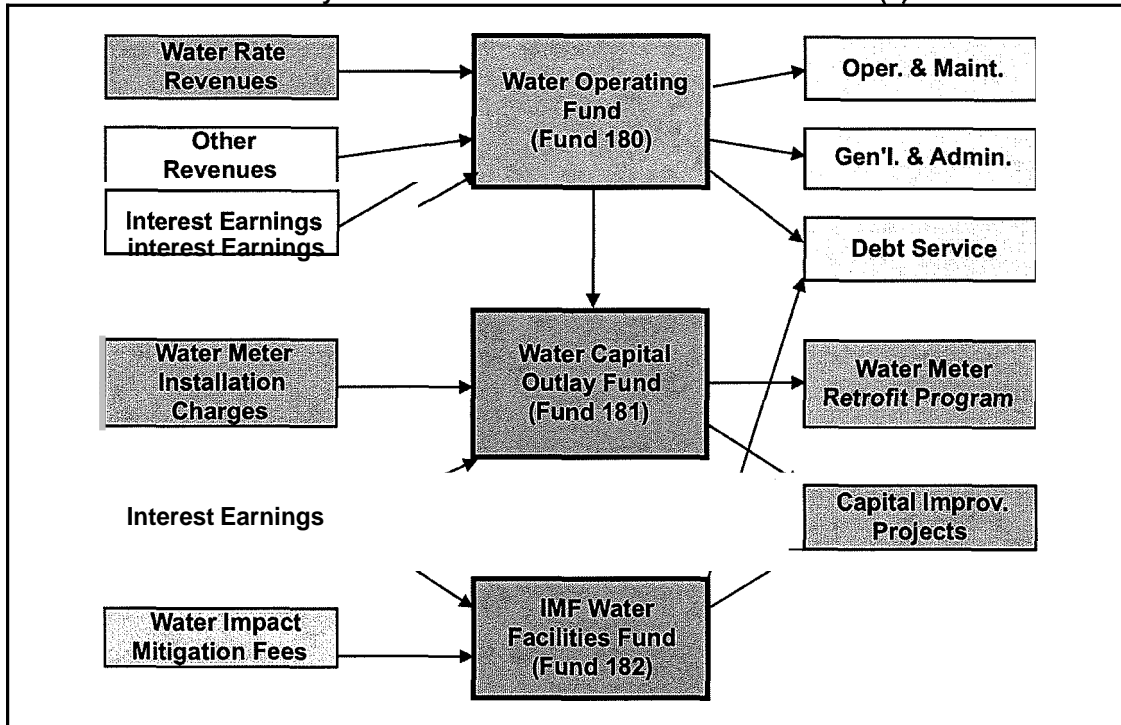 Water Rate
Revenues
Other
Revenues
Interest Earnings
interest Earnings
Water Meter
Installation
Charges
Interest Earnings
Water Impact
Mitigation Fees
Water Operating
Fund
(Fund 180)
Water Capital
Outlay Fund
(Fund 181)
IMF Water
Facilities Fund
(Fund 182)
Oper. & Maint.
Gen'l. & Admin.
Debt Service
Water Meter
Retrofit Program
Capital Improv.
Projects